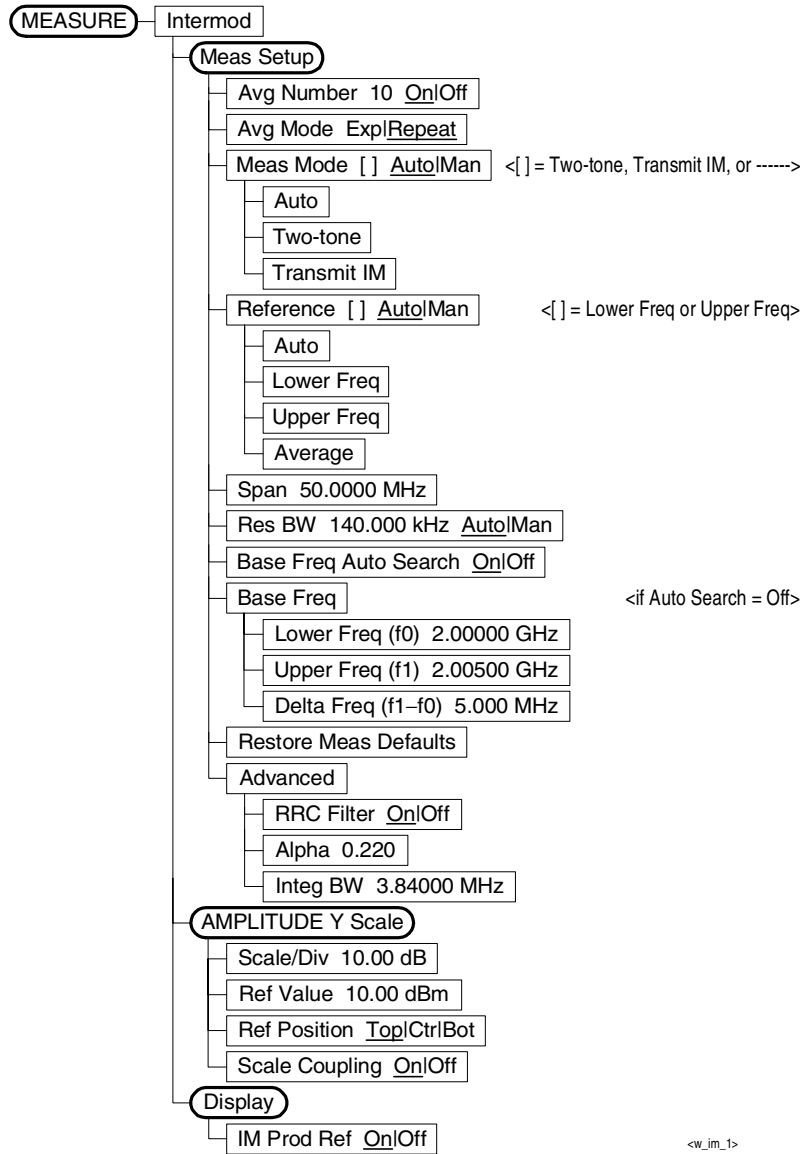 MEASURE Intermod
Meas Setup
Avg Number 10 On|Off
Avg Mode Exp|Repeat
Meas Mode [ ] Auto|Man <[ ] = Two-tone, Transmit IM, or ------>
Auto
Two-tone
Transmit IM
Reference [ ] Auto|Man <[ ] = Lower Freq or Upper Freq>
Auto
Lower Freq
Upper Freq
Average
Span 50.0000 MHz
Res BW 140.000 kHz Auto|Man
Base Freq Auto Search On|Off
Base Freq <if Auto Search = Off>
Lower Freq (f0) 2.00000 GHz
Upper Freq (f1) 2.00500 GHz
Delta Freq (f1–f0) 5.000 MHz
Restore Meas Defaults
Advanced
RRC Filter On|Off
Alpha 0.220
Integ BW 3.84000 MHz
AMPLITUDE Y Scale
Scale/Div 10.00 dB
Ref Value 10.00 dBm
Ref Position Top|Ctr|Bot
Scale Coupling On|Off
Display
IM Prod Ref On|Off <w_im_1>